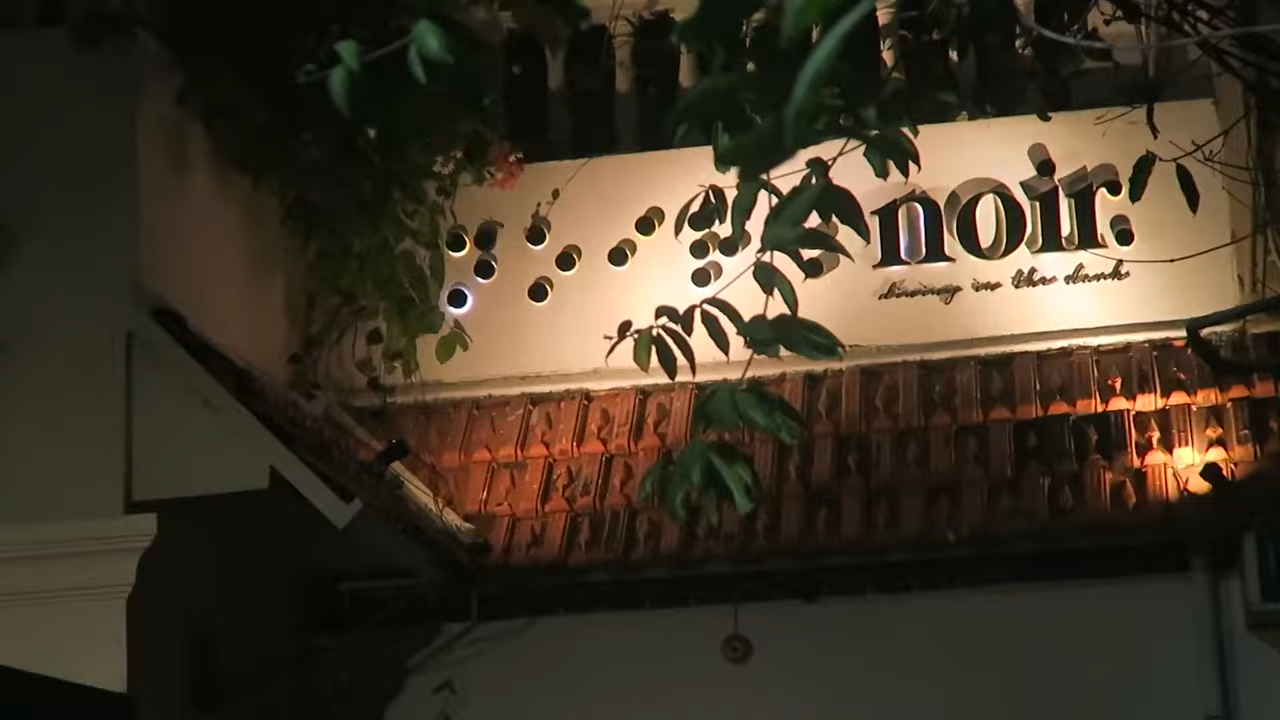 noir.
dining in the dark